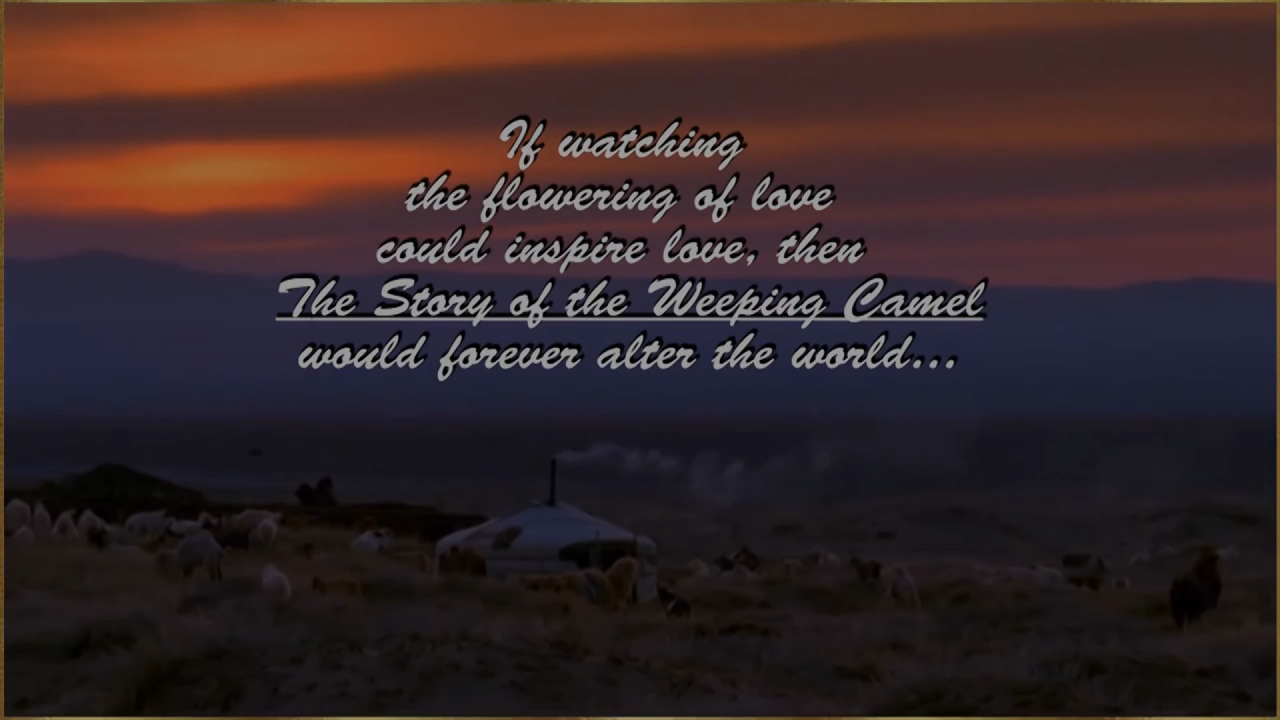 If watching
the flowering of love
could inspire love, then
The Story of the Weeping Camel
would forever alter the world...